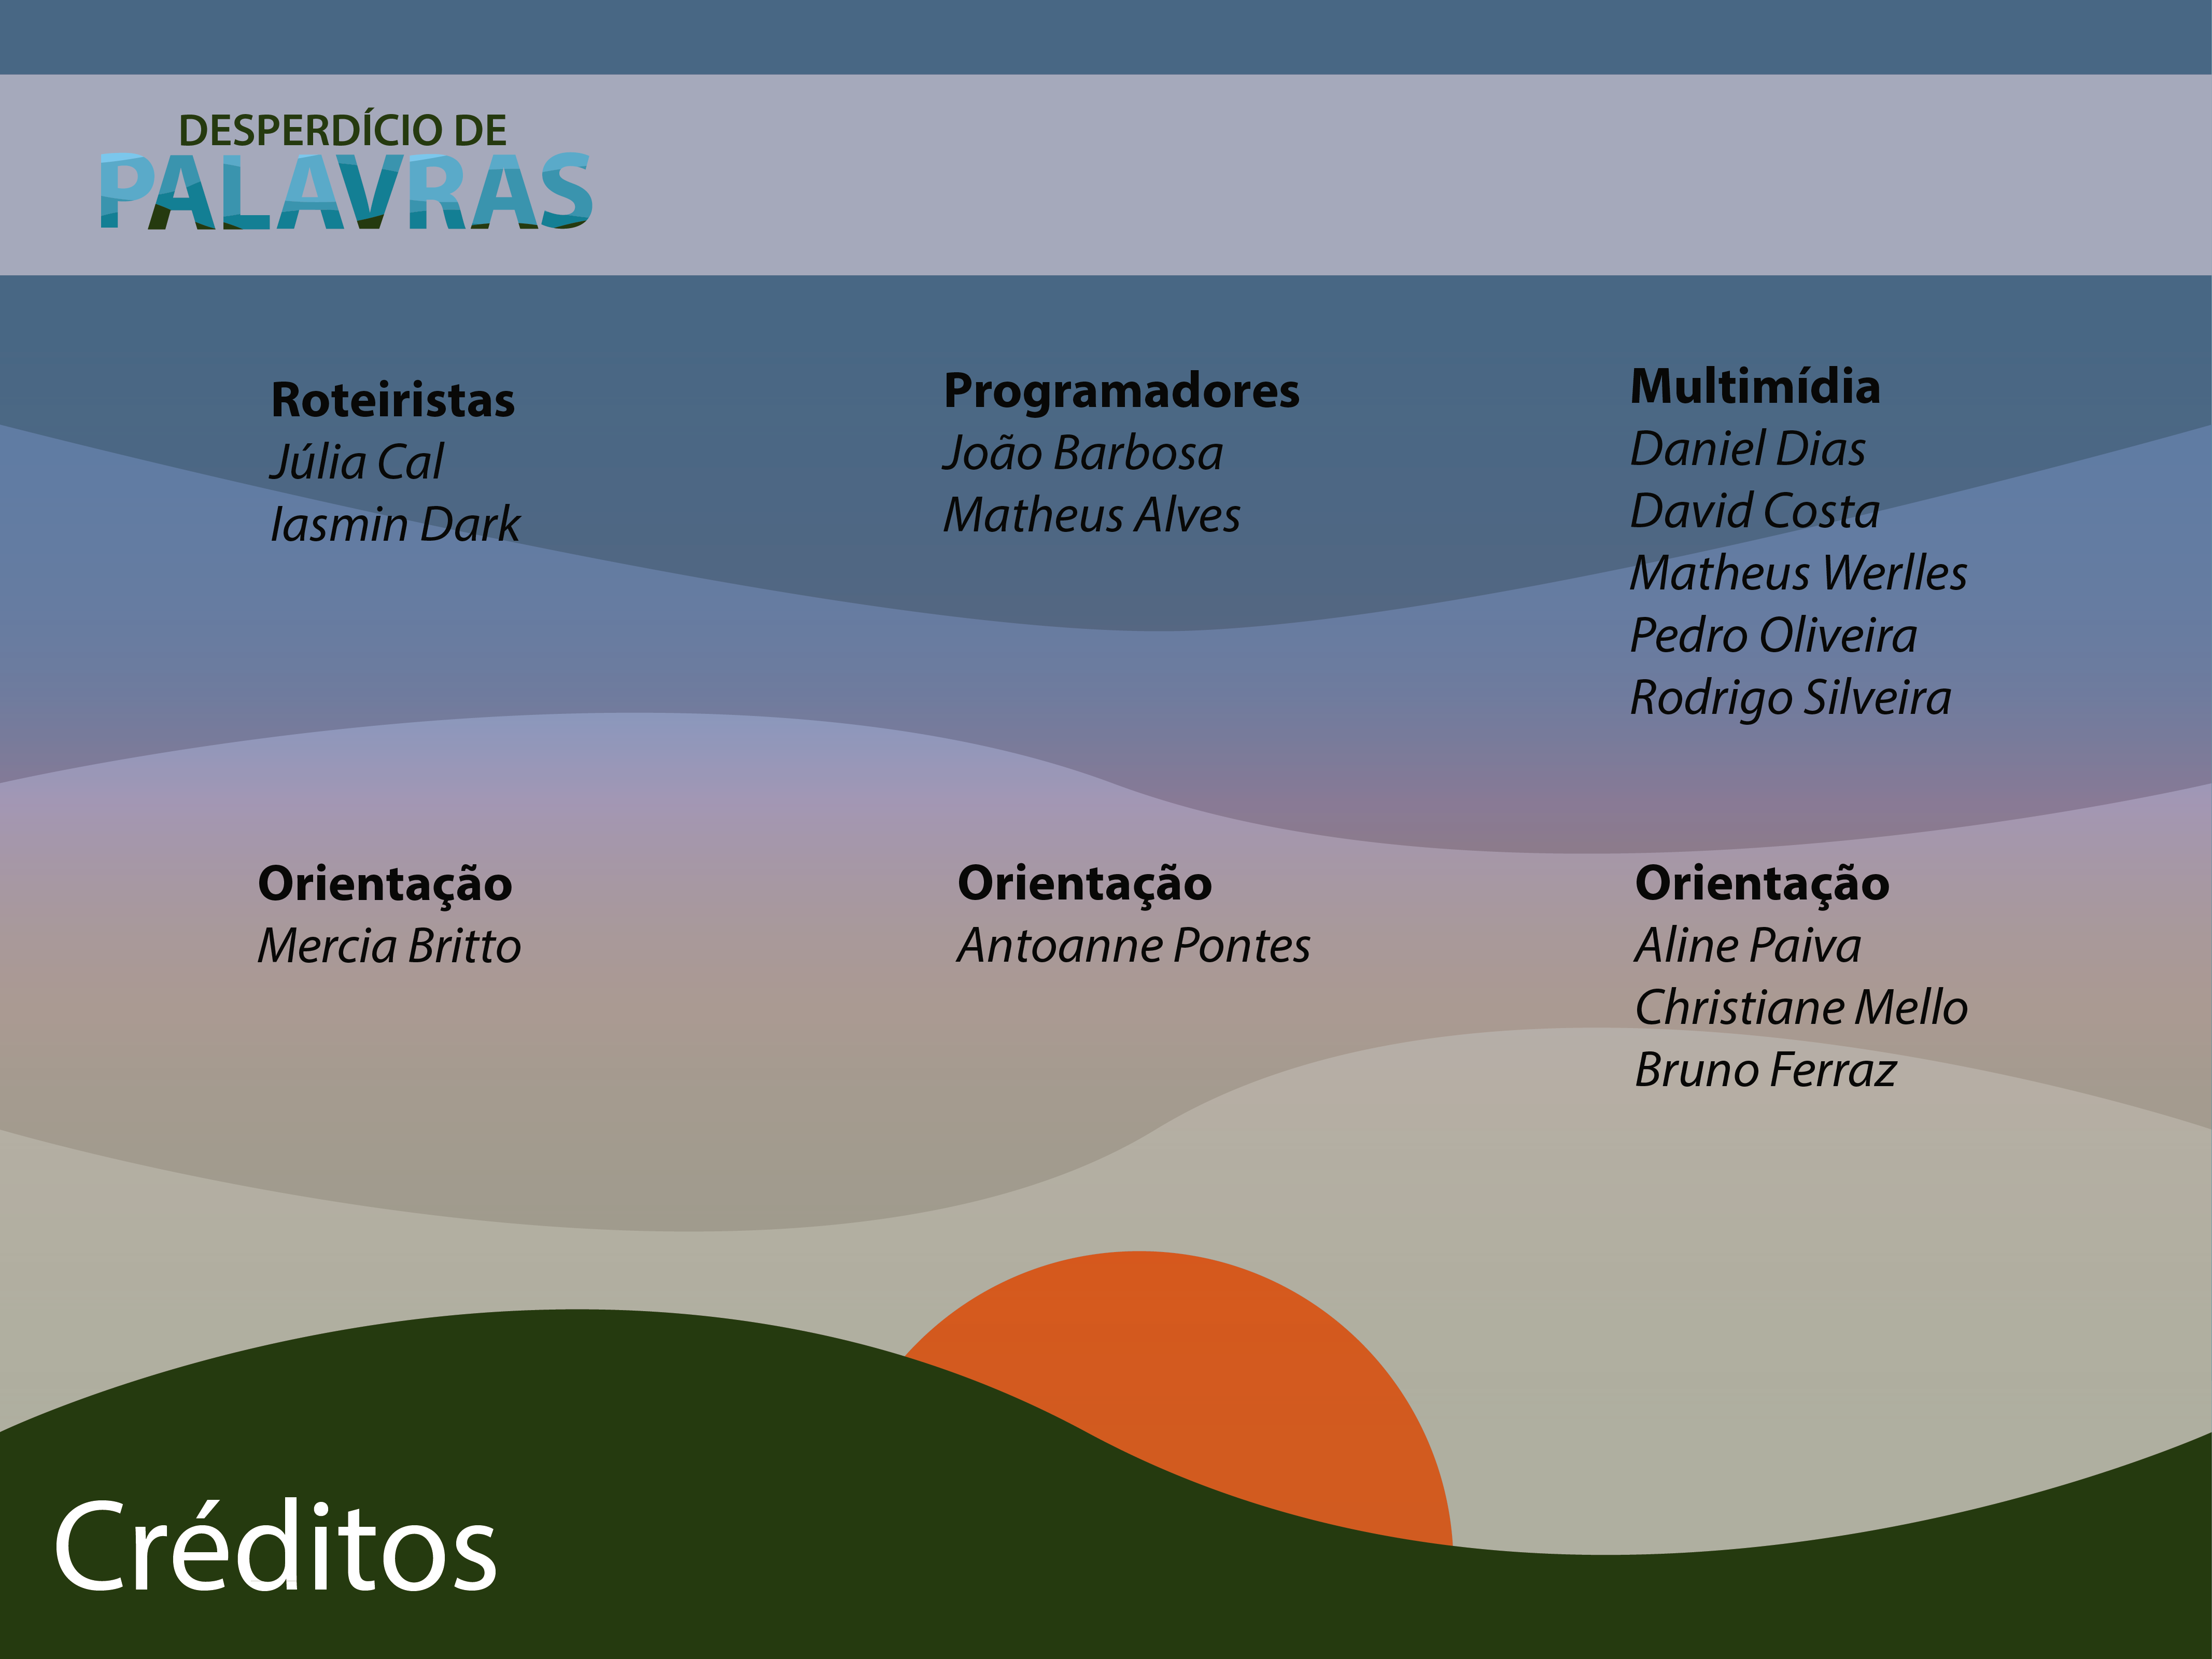 DESPERDÍCIO DE
PALAVRAS
Roteiristas
Júlia Cal
Iasmin Dark
Programadores
João Barbosa
Matheus Alves
Multimídia
Daniel Dias
David Costa
Matheus Werlles
Pedro Oliveira
Rodrigo Silveira
Orientação
Mercia Britto
Orientação
Antoanne Pontes
Orientação
Aline Paiva
Christiane Mello
Bruno Ferraz
Créditos